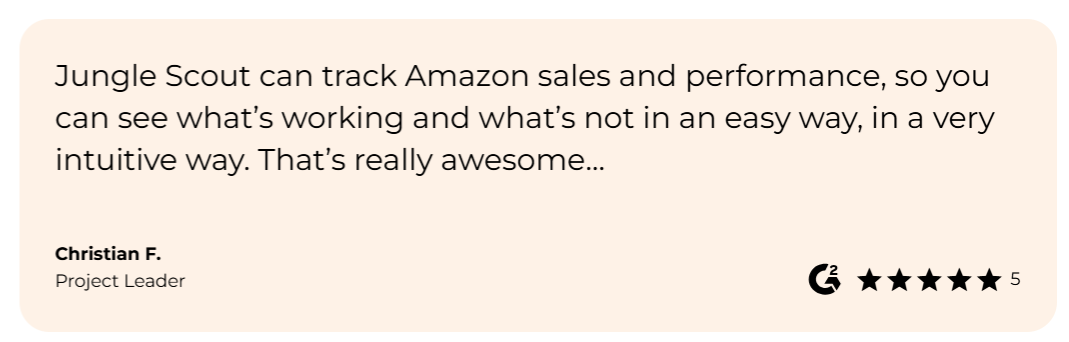 Jungle Scout can track Amazon sales and performance, so you
can see what’s working and what’s not in an easy way, in a very
intuitive way. That’s really awesome...
Christian F.
Project Leader
G2 ★★★★★ 5